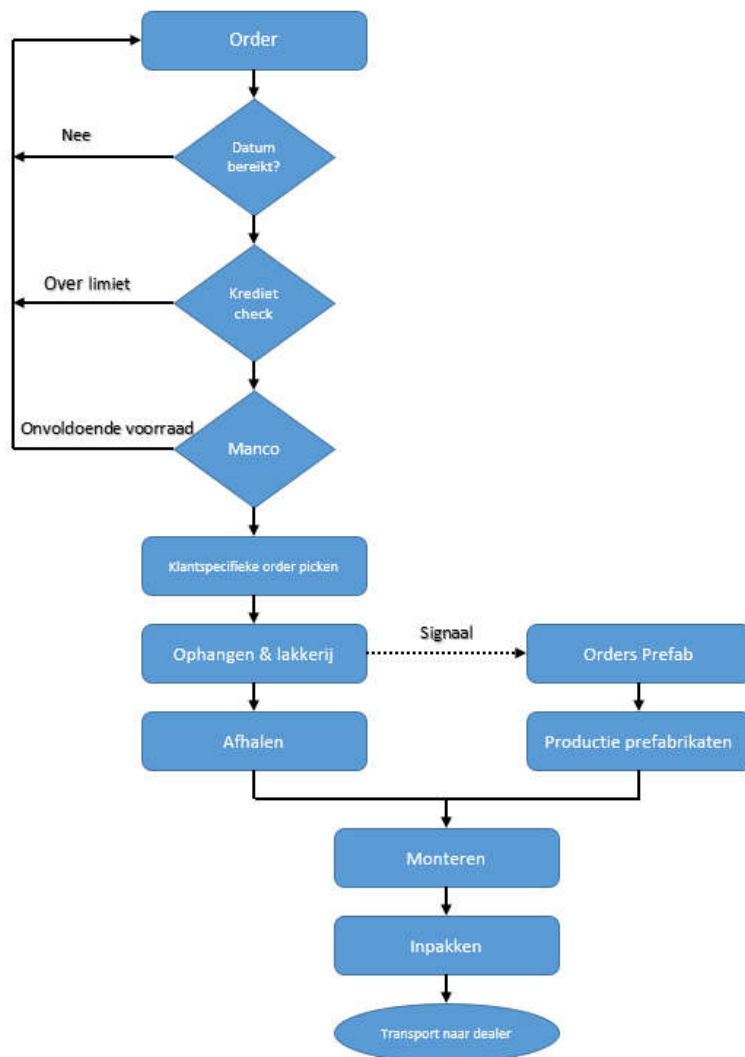 Order
Nee
Datum
bereikt?
Over limiet
Krediet
check
Onvoldoende voorraad
Manco
Klantspecifieke order picken
Signaal
Ophangen & lakkerij
Orders Prefab
Afhalen
Productie prefabrikaten
Monteren
Inpakken
Transport naar dealer